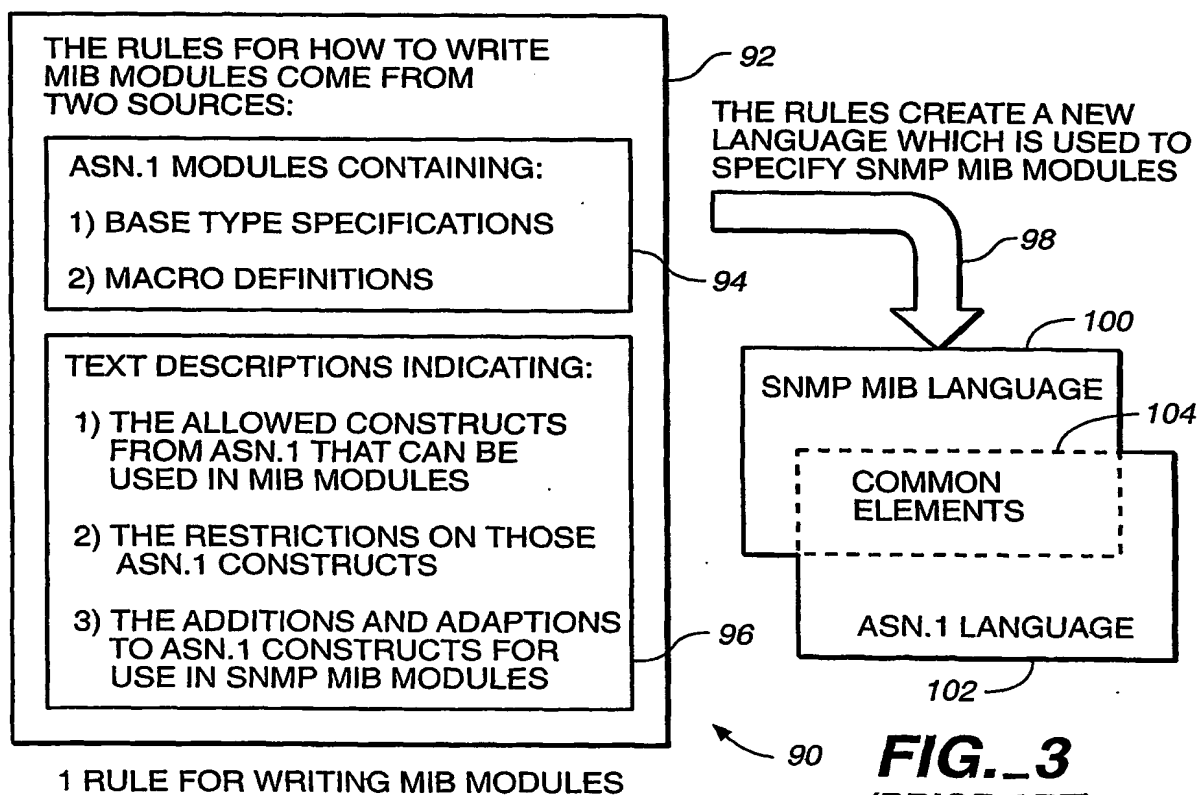 THE RULES FOR HOW TO WRITE
MIB MODULES COME FROM
TWO SOURCES:
92
ASN.1 MODULES CONTAINING:
1) BASE TYPE SPECIFICATIONS
2) MACRO DEFINITIONS
94
TEXT DESCRIPTIONS INDICATING:
1) THE ALLOWED CONSTRUCTS
FROM ASN.1 THAT CAN BE
USED IN MIB MODULES
2) THE RESTRICTIONS ON THOSE
ASN.1 CONSTRUCTS
3) THE ADDITIONS AND ADAPTIONS
TO ASN.1 CONSTRUCTS FOR
USE IN SNMP MIB MODULES
96
1 RULE FOR WRITING MIB MODULES
90
THE RULES CREATE A NEW
LANGUAGE WHICH IS USED TO
SPECIFY SNMP MIB MODULES
98
100
SNMP MIB LANGUAGE
104
COMMON
ELEMENTS
ASN.1 LANGUAGE
102
FIG._3